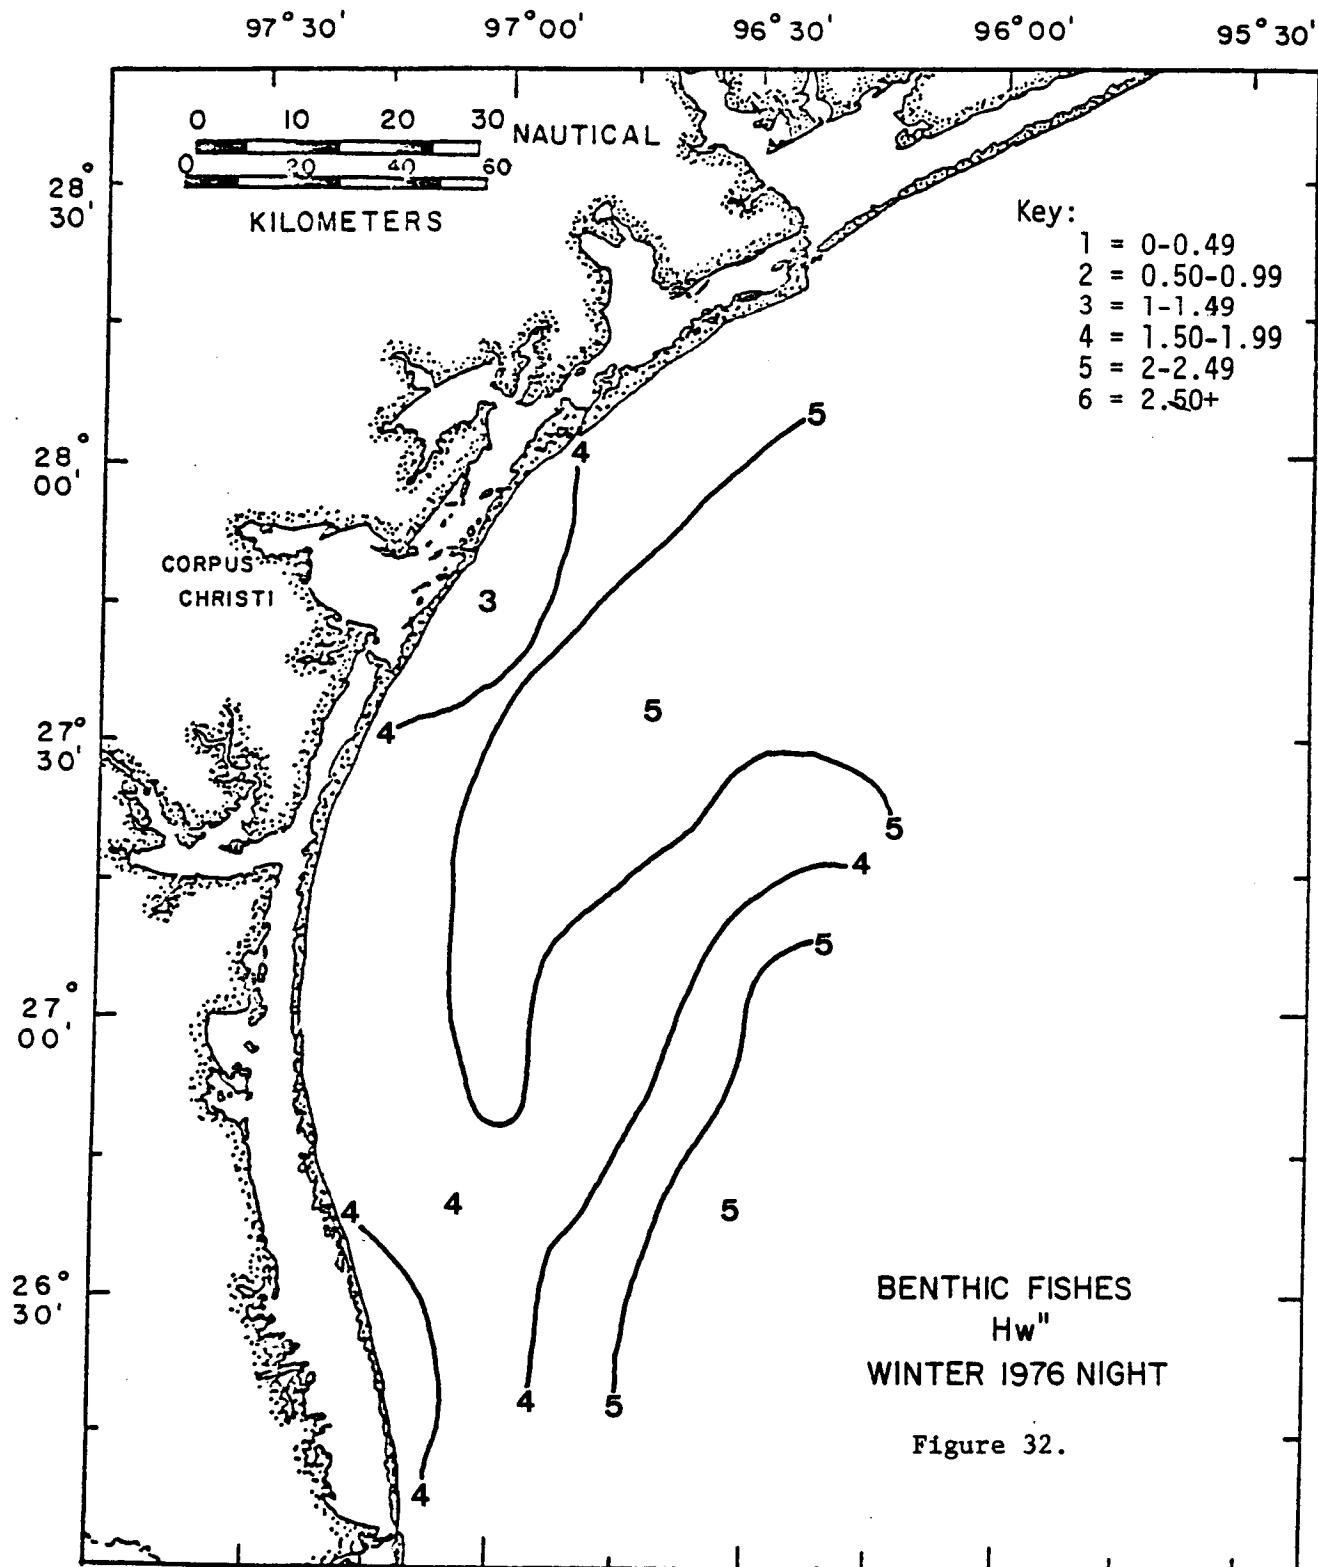 97°30' 97°00' 96°30' 96°00' 95°30'
0 10 20 30 NAUTICAL
0 20 40 60
KILOMETERS
28°
30'
Key:
1 = 0-0.49
2 = 0.50-0.99
3 = 1-1.49
4 = 1.50-1.99
5 = 2-2.49
6 = 2.50+
5
28°
00'
4
CORPUS
CHRISTI
3
5
27°
30'
4
5
4
5
27°
00'
4
4
5
26°
30'
BENTHIC FISHES
Hw"
WINTER 1976 NIGHT
4
5
Figure 32.
4